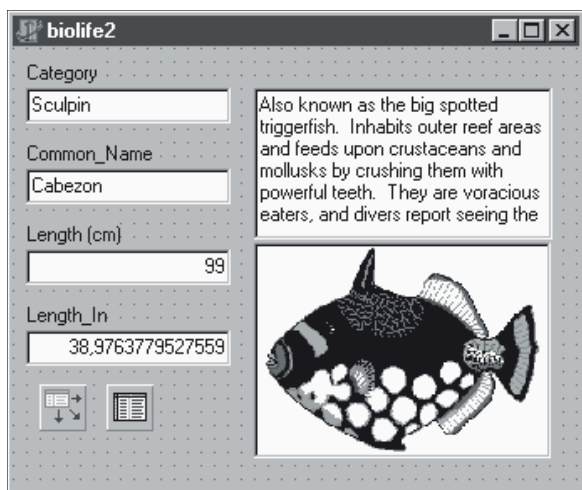 biolife2
Category
Sculpin
Common_Name
Cabezon
Length (cm)
99
Length_In
38,9763779527559
Also known as the big spotted
triggerfish. Inhabits outer reef areas
and feeds upon crustaceans and
mollusks by crushing them with
powerful teeth. They are voracious
eaters, and divers report seeing the